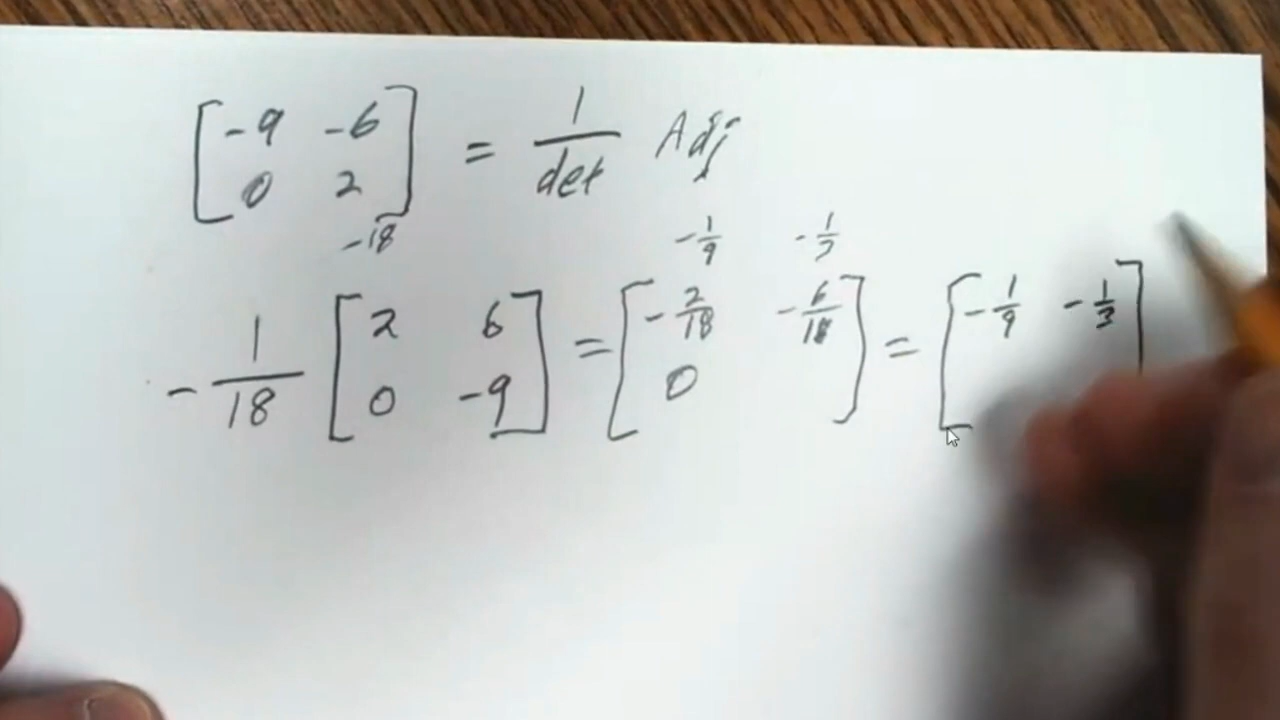 [-9 -6] = 1/det Adj
[0 2]
-18
-1/9 -1/3
-1/18 [2 6] = [-2/18 -6/18] = [-1/9 -1/3]
[0 -9] [0 ]